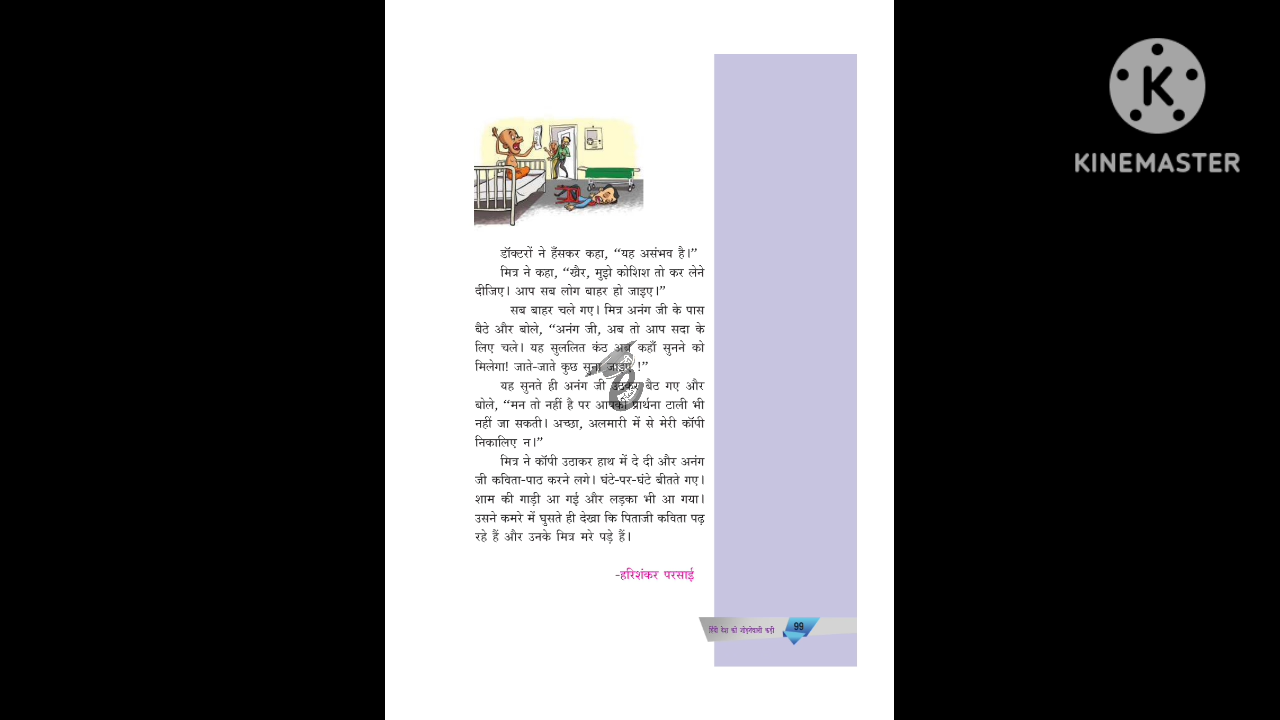 डॉक्टरों ने हँसकर कहा, “यह असंभव है।”
मित्र ने कहा, “खैर, मुझे कोशिश तो कर लेने
दीजिए। आप सब लोग बाहर हो जाइए।”
सब बाहर चले गए। मित्र अनंग जी के पास
बैठे और बोले, “अनंग जी, अब तो आप सदा के
लिए चले। यह सुललित कंठ अब कहाँ सुनने को
मिलेगा! जाते-जाते कुछ सुना जाइए !”
यह सुनते ही अनंग जी उठकर बैठ गए और
बोले, “मन तो नहीं है पर आपकी प्रार्थना टाली भी
नहीं जा सकती। अच्छा, अलमारी में से मेरी कॉपी
निकालिए न।”
मित्र ने कॉपी उठाकर हाथ में दे दी और अनंग
जी कविता-पाठ करने लगे। घंटे-पर-घंटे बीतते गए।
शाम की गाड़ी आ गई और लड़का भी आ गया।
उसने कमरे में घुसते ही देखा कि पिताजी कविता पढ़
रहे हैं और उनके मित्र मरे पड़े हैं।
-हरिशंकर परसाई
हिंदी देश को जोड़नेवाली कड़ी
99
K
KINEMASTER